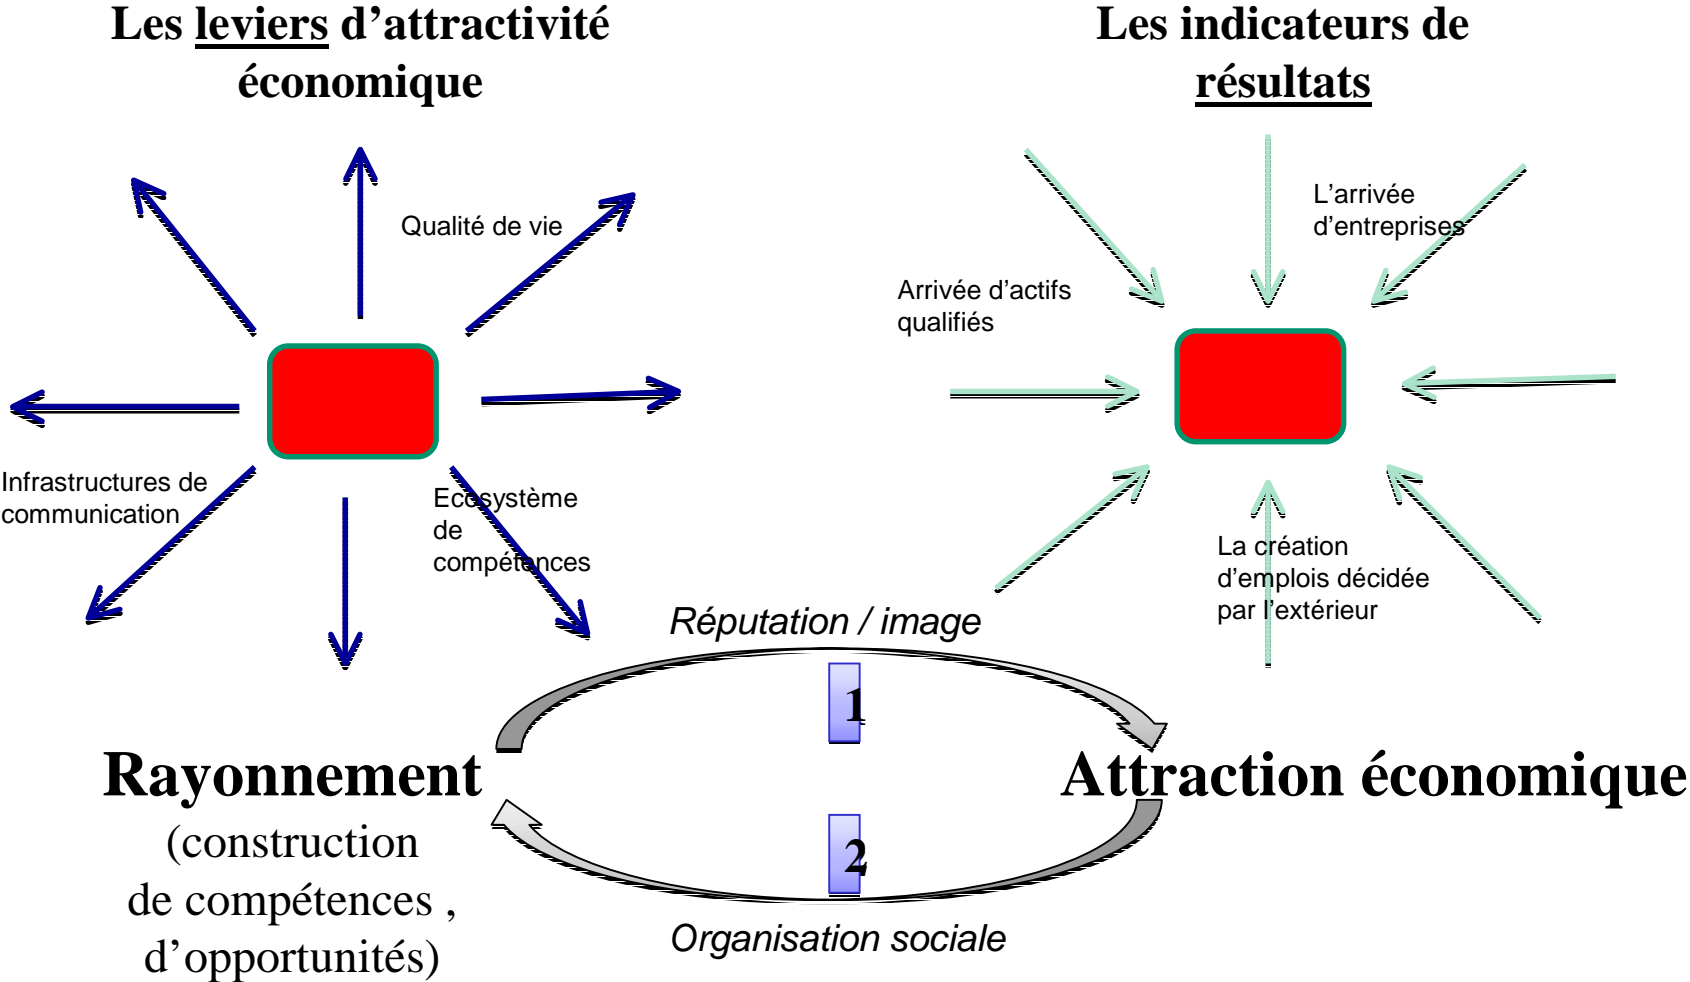 Les leviers d’attractivité
économique
Les indicateurs de
résultats
Qualité de vie
L’arrivée
d’entreprises
Arrivée d’actifs
qualifiés
Infrastructures de
communication
Ecosystème
de
compétences
La création
d’emplois décidée
par l’extérieur
Réputation / image
1
Rayonnement
(construction
de compétences ,
d’opportunités)
Attraction économique
2
Organisation sociale